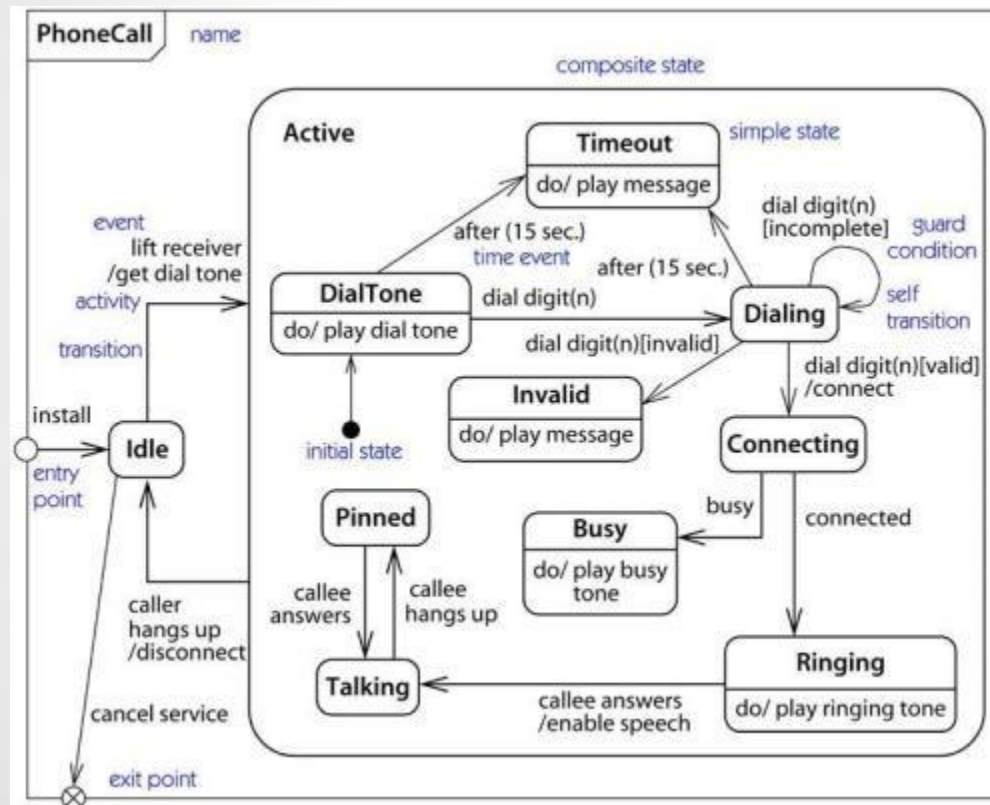 PhoneCall
name
composite state
Active
Timeout
do/ play message
simple state
event
lift receiver
/get dial tone
activity
transition
after (15 sec.)
time event
after (15 sec.)
dial digit(n)
[incomplete]
guard
condition
self
transition
DialTone
do/ play dial tone
dial digit(n)
Dialing
dial digit(n)[invalid]
dial digit(n)[valid]
/connect
Invalid
do/ play message
initial state
install
entry
point
Idle
Connecting
Pinned
busy
connected
Busy
do/ play busy
tone
callee
answers
callee
hangs up
caller
hangs up
/disconnect
Talking
callee answers
/enable speech
Ringing
do/ play ringing tone
cancel service
exit point